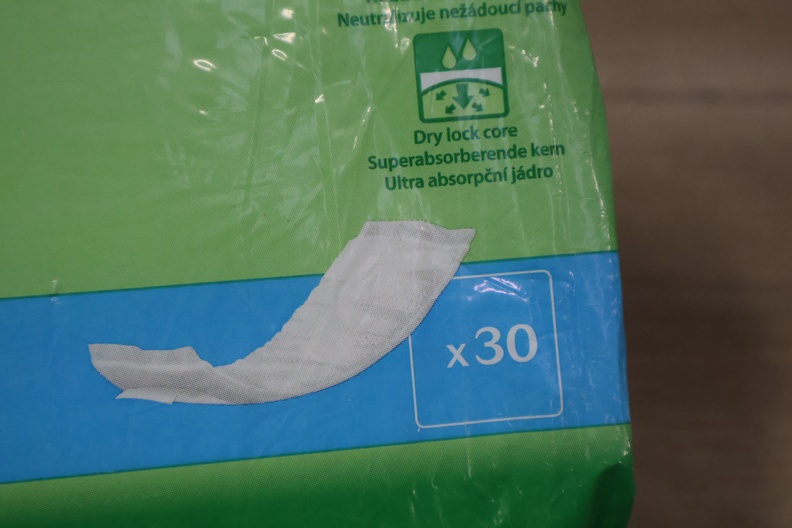 Neutralizuje nežádoucí pachy
Dry lock core
Superabsorberende kern
Ultra absorpční jádro
x30